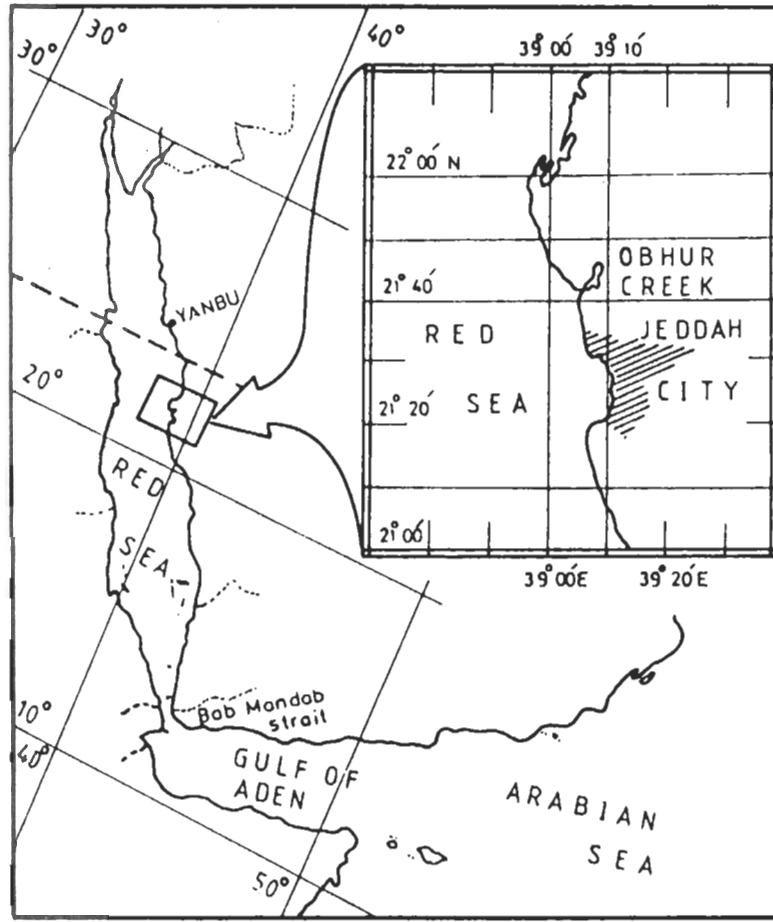 30°
30°
40°
YANBU
20°
RED
SEA
10°
40°
Bab Mandab
strait
GULF OF
ADEN
50°
ARABIAN
SEA
39° 00′ 39° 10′
22° 00′ N
OBHUR
CREEK
21° 40′
RED
SEA
JEDDAH
CITY
21° 20′
21° 00′
39° 00′E 39° 20′E